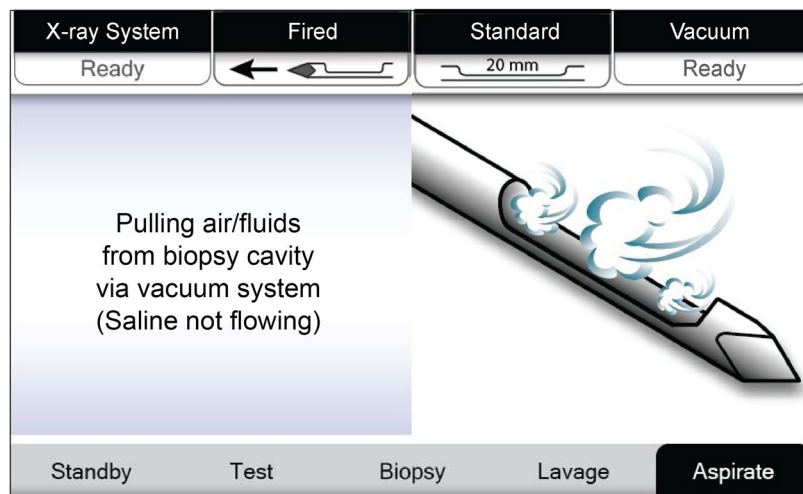 X-ray System
Fired
Standard
Vacuum
Ready
20 mm
Ready
Pulling air/fluids
from biopsy cavity
via vacuum system
(Saline not flowing)
Standby
Test
Biopsy
Lavage
Aspirate